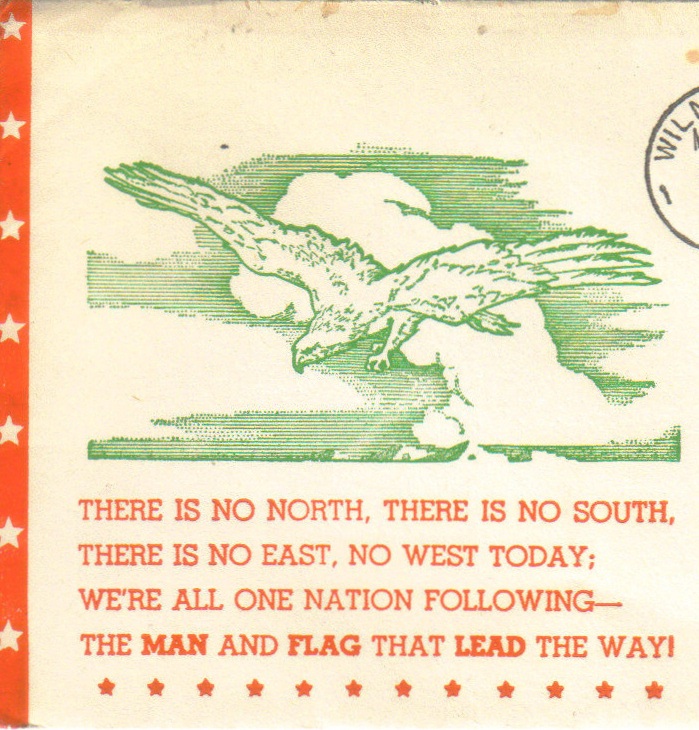 WILM
THERE IS NO NORTH, THERE IS NO SOUTH,
THERE IS NO EAST, NO WEST TODAY;
WE'RE ALL ONE NATION FOLLOWING—
THE MAN AND FLAG THAT LEAD THE WAY!